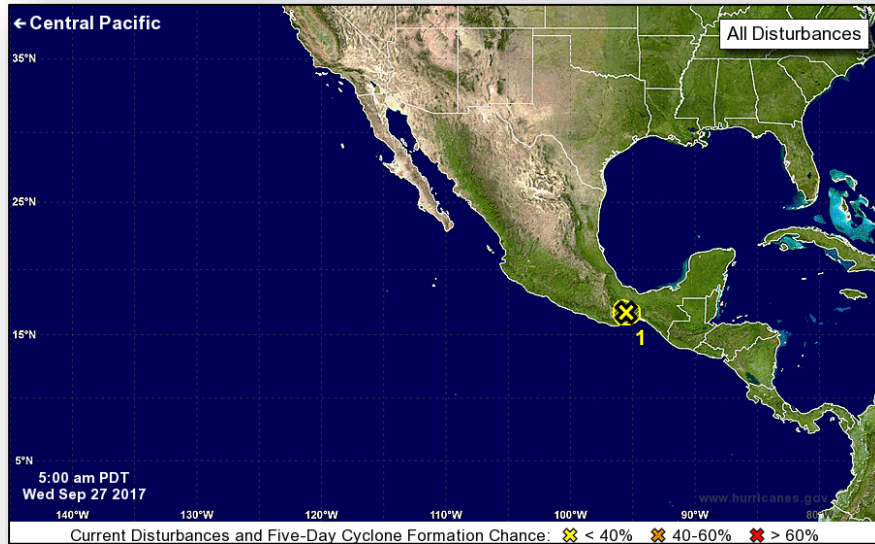 ← Central Pacific
All Disturbances
35°N
25°N
15°N
1
5°N
5:00 am PDT
Wed Sep 27 2017
www.hurricanes.gov
140°W 130°W 120°W 110°W 100°W 90°W 80°W
Current Disturbances and Five-Day Cyclone Formation Chance: < 40% 40-60% > 60%